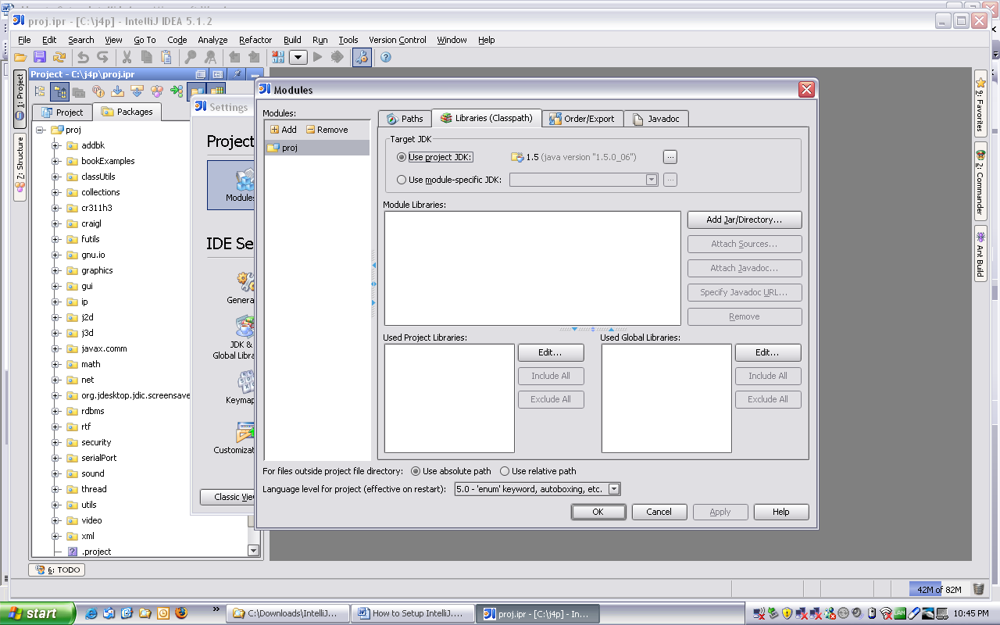 proj.ipr - [C:\j4p] - IntelliJ IDEA 5.1.2
File Edit Search View Go To Code Analyze Refactor Build Run Tools Version Control Window Help
Project - C:\j4p\proj.ipr
1: Project
7: Structure
Project Packages
proj
addbk
bookExamples
classUtils
collections
cr311h3
craigl
futils
gnu.io
graphics
gui
ip
j2d
j3d
javax.comm
math
net
org.jdesktop.jdic.screensave
rdbms
rtf
security
serialPort
sound
thread
utils
video
xml
.project
Settings
Project
Modules
IDE Se
Genera
JDK &
Global Libra
Keymap
Customizat
Classic Vie
Modules
Modules:
Add Remove
proj
Paths Libraries (Classpath) Order/Export Javadoc
Target JDK
Use project JDK: 1.5 (java version "1.5.0_06") ...
Use module-specific JDK: ...
Module Libraries:
Add Jar/Directory...
Attach Sources...
Attach Javadoc...
Specify Javadoc URL...
Remove
Used Project Libraries: Used Global Libraries:
Edit... Edit...
Include All Include All
Exclude All Exclude All
For files outside project file directory: Use absolute path Use relative path
Language level for project (effective on restart): 5.0 - 'enum' keyword, autoboxing, etc.
OK Cancel Apply Help
9: Favorites
2: Commander
Ant Build
6: TODO
42M of 82M
start
C:\Downloads\IntelliJ...
How to Setup IntelliJ....
proj.ipr - [C:\j4p] - In...
10:45 PM